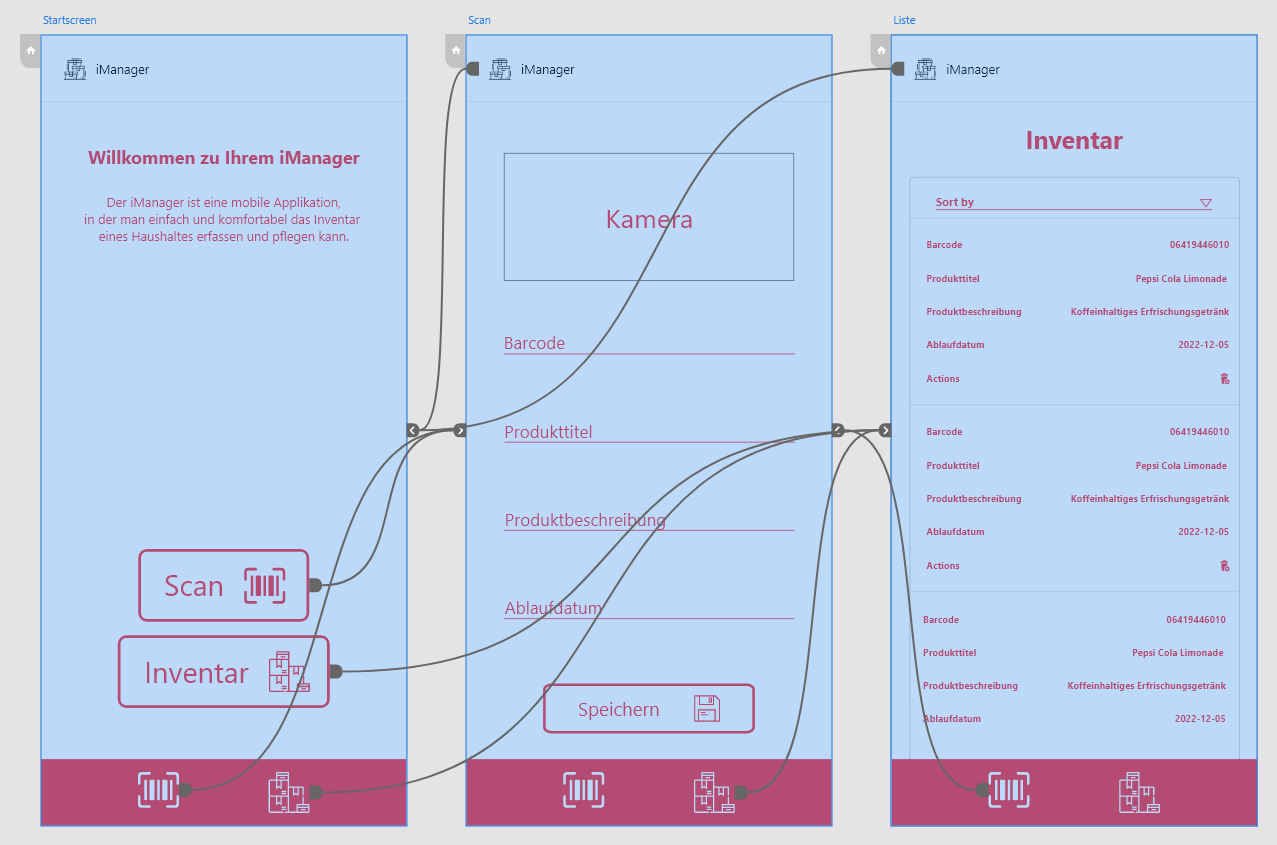 Startscreen
iManager
Willkommen zu Ihrem iManager
Der iManager ist eine mobile Applikation,
in der man einfach und komfortabel das Inventar
eines Haushaltes erfassen und pflegen kann.
Scan
Inventar
Scan
iManager
Kamera
Barcode
Produkttitel
Produktbeschreibung
Ablaufdatum
Speichern
Liste
iManager
Inventar
Sort by
Barcode 06419446010
Produkttitel Pepsi Cola Limonade
Produktbeschreibung Koffeinhaltiges Erfrischungsgetränk
Ablaufdatum 2022-12-05
Actions
Barcode 06419446010
Produkttitel Pepsi Cola Limonade
Produktbeschreibung Koffeinhaltiges Erfrischungsgetränk
Ablaufdatum 2022-12-05
Actions
Barcode 06419446010
Produkttitel Pepsi Cola Limonade
Produktbeschreibung Koffeinhaltiges Erfrischungsgetränk
Ablaufdatum 2022-12-05